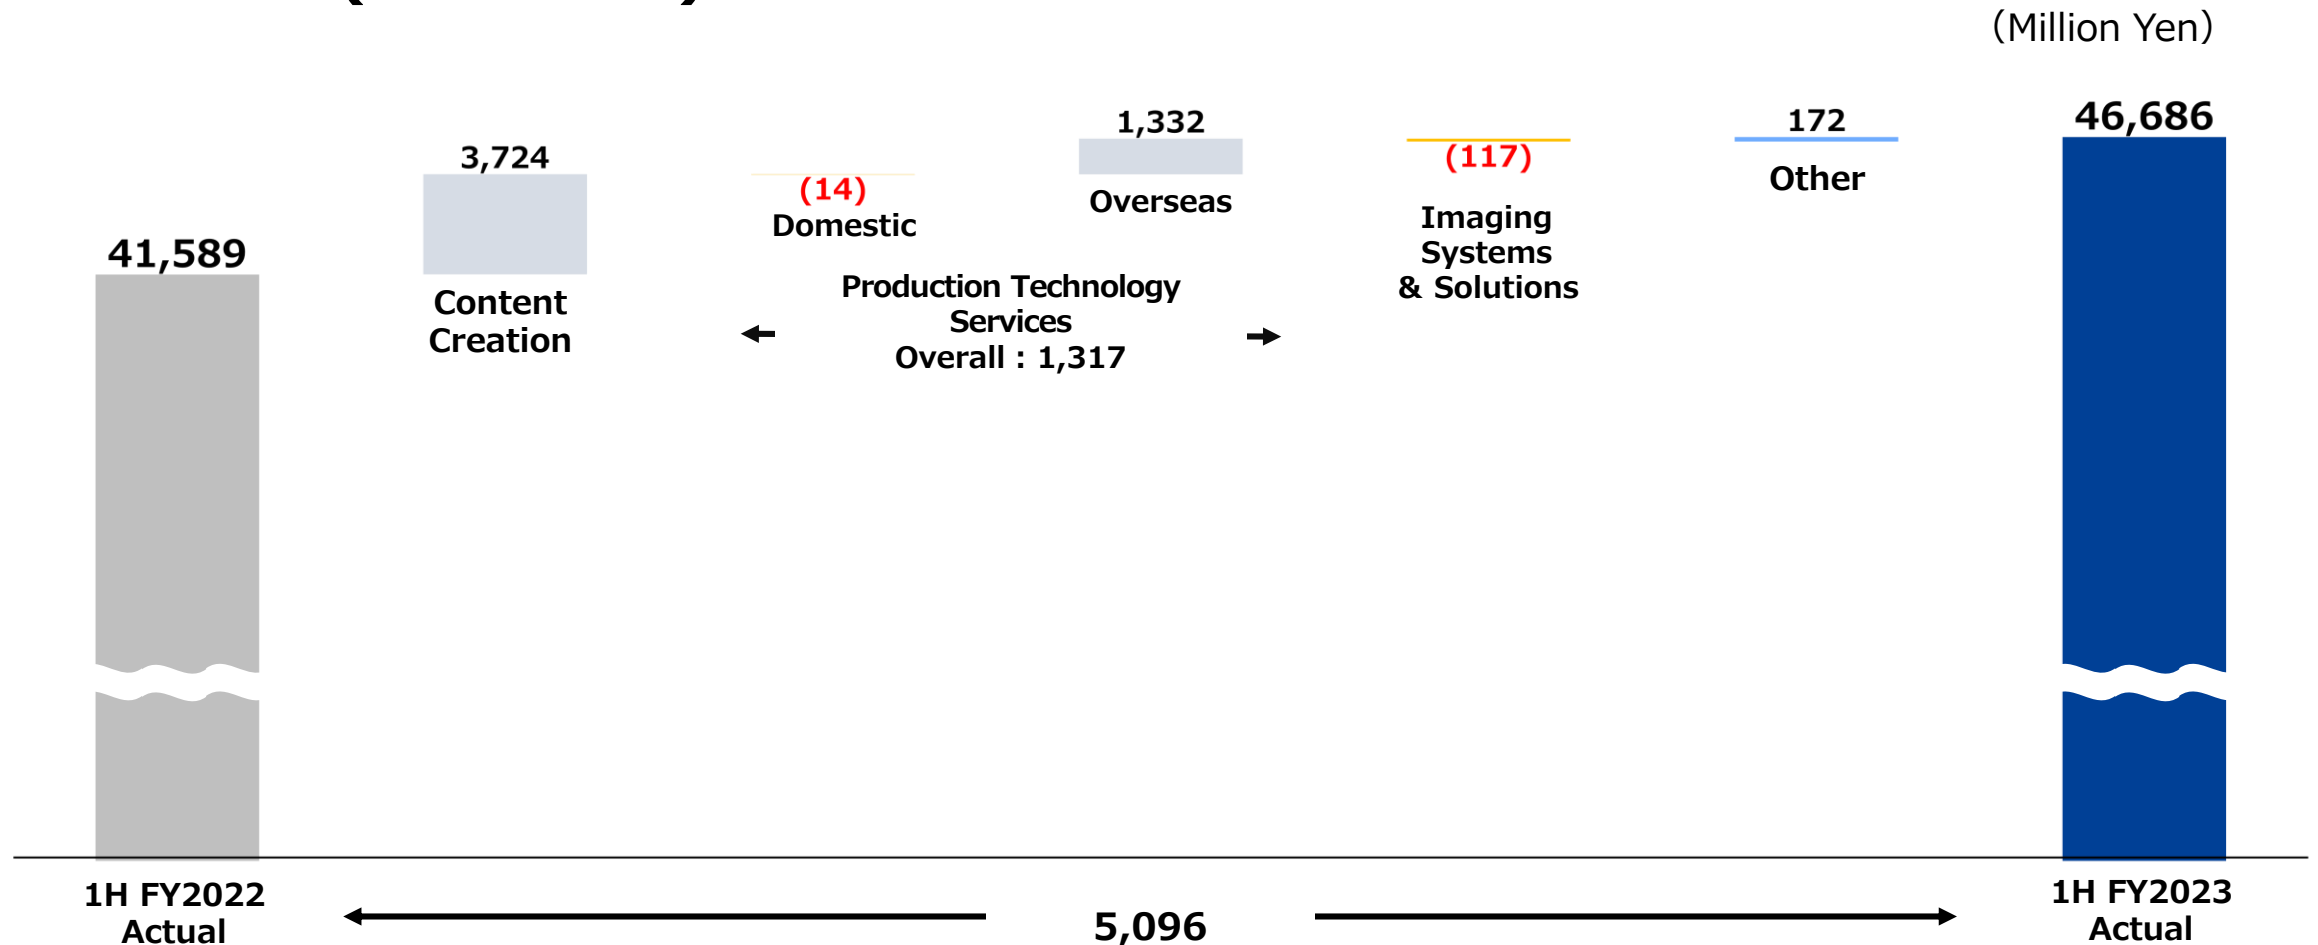 （Million Yen）
41,589
3,724
Content
Creation
(14)
Domestic
1,332
Overseas
Production Technology
Services
Overall : 1,317
(117)
Imaging
Systems
& Solutions
172
Other
46,686
1H FY2022
Actual
5,096
1H FY2023
Actual